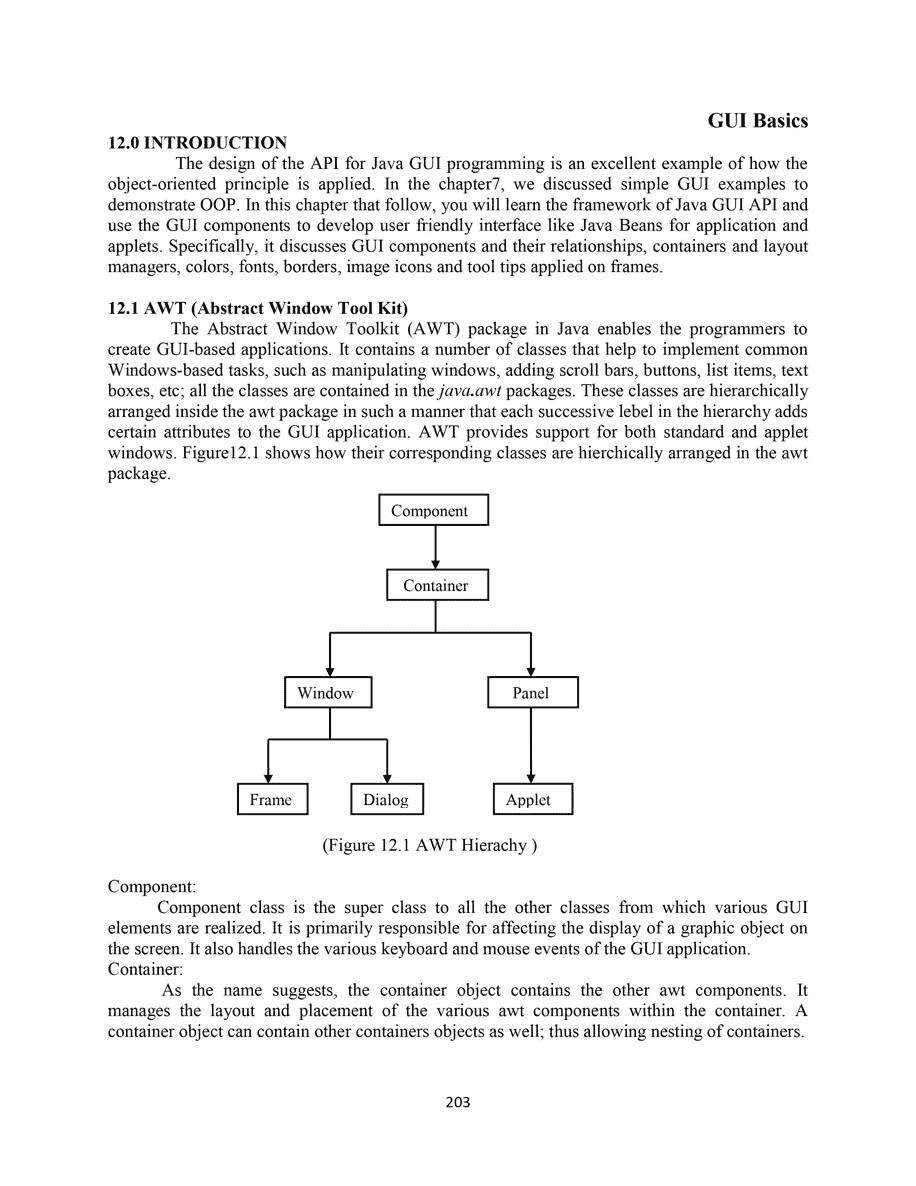 GUI Basics
12.0 INTRODUCTION
The design of the API for Java GUI programming is an excellent example of how the
object-oriented principle is applied. In the chapter7, we discussed simple GUI examples to
demonstrate OOP. In this chapter that follow, you will learn the framework of Java GUI API and
use the GUI components to develop user friendly interface like Java Beans for application and
applets. Specifically, it discusses GUI components and their relationships, containers and layout
managers, colors, fonts, borders, image icons and tool tips applied on frames.
12.1 AWT (Abstract Window Tool Kit)
The Abstract Window Toolkit (AWT) package in Java enables the programmers to
create GUI-based applications. It contains a number of classes that help to implement common
Windows-based tasks, such as manipulating windows, adding scroll bars, buttons, list items, text
boxes, etc; all the classes are contained in the java.awt packages. These classes are hierarchically
arranged inside the awt package in such a manner that each successive lebel in the hierarchy adds
certain attributes to the GUI application. AWT provides support for both standard and applet
windows. Figure12.1 shows how their corresponding classes are hierchically arranged in the awt
package.
Component
Container
Window Panel
Frame Dialog Applet
(Figure 12.1 AWT Hierachy )
Component:
Component class is the super class to all the other classes from which various GUI
elements are realized. It is primarily responsible for affecting the display of a graphic object on
the screen. It also handles the various keyboard and mouse events of the GUI application.
Container:
As the name suggests, the container object contains the other awt components. It
manages the layout and placement of the various awt components within the container. A
container object can contain other containers objects as well; thus allowing nesting of containers.
203